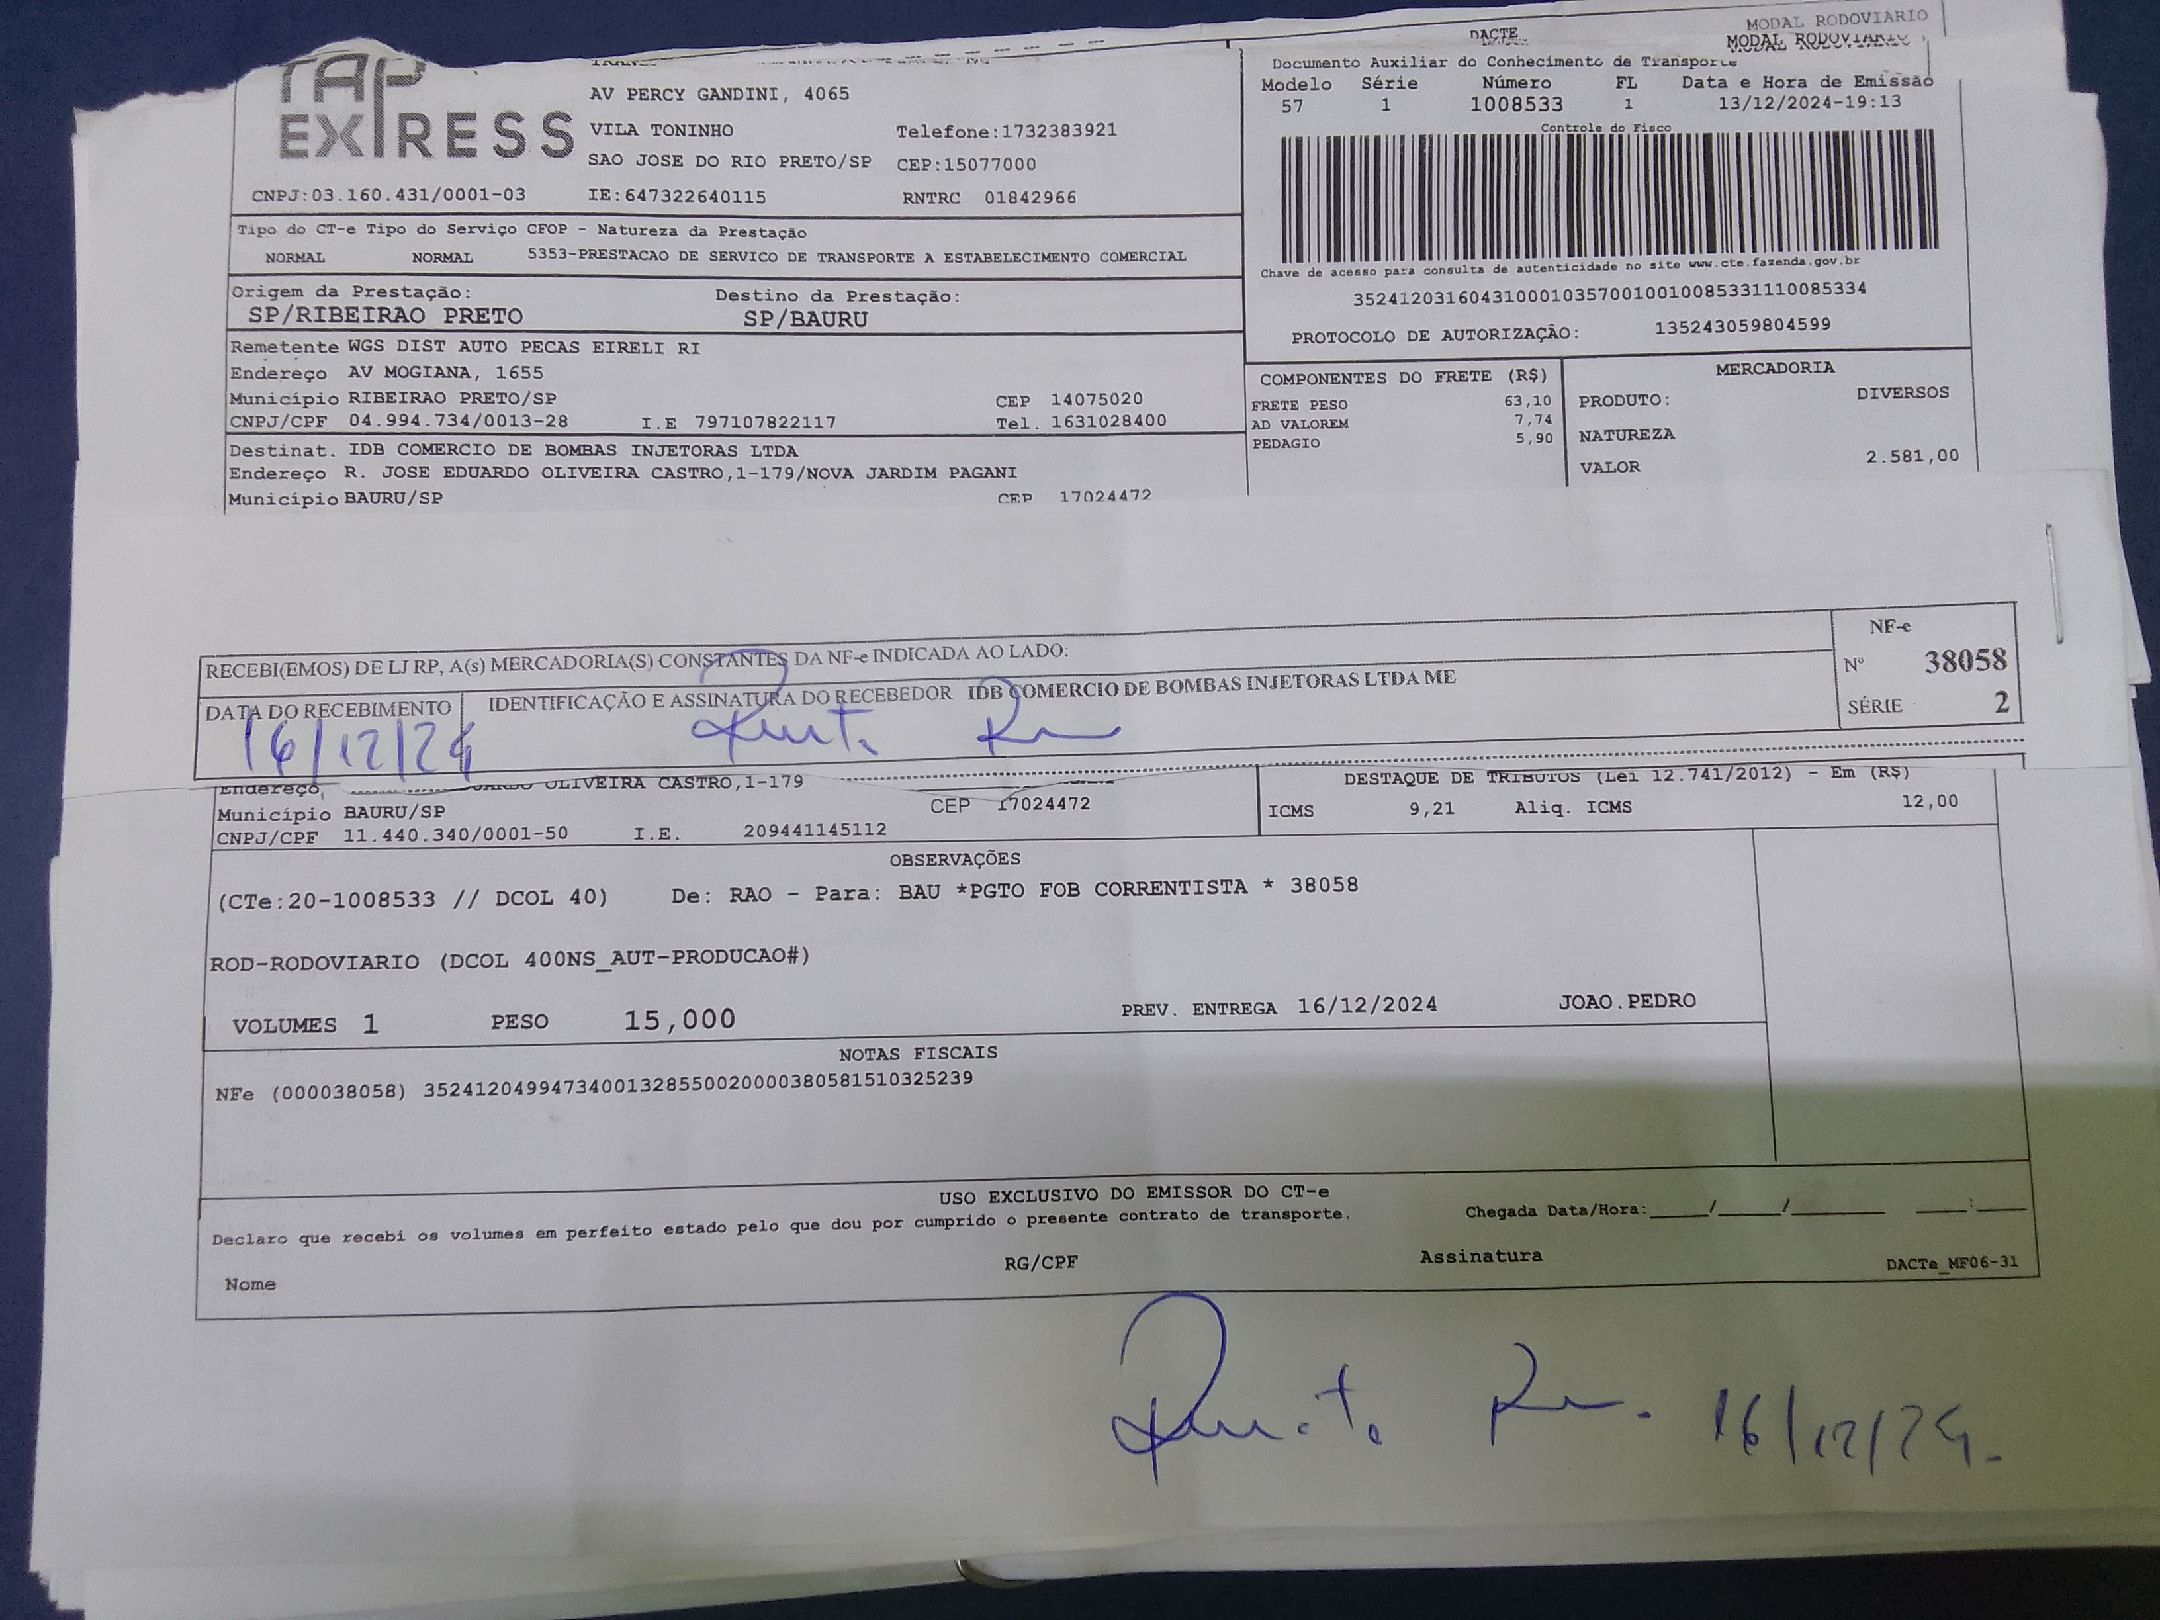 MODAL RODOVIARIO
DACTE
MODAL RODOVIARIO
TAP EXPRESS
AV PERCY GANDINI, 4065
VILA TONINHO Telefone:1732383921
SAO JOSE DO RIO PRETO/SP CEP:15077000
CNPJ:03.160.431/0001-03 IE:647322640115 RNTRC 01842966
Documento Auxiliar do Conhecimento de Transporte
Modelo Série Número FL Data e Hora de Emissão
57 1 1008533 1 13/12/2024-19:13
Controle do Fisco
Chave de acesso para consulta de autenticidade no site www.cte.fazenda.gov.br
35241203160431000103570010010085331110085334
PROTOCOLO DE AUTORIZAÇÃO: 135243059804599
Tipo do CT-e Tipo do Serviço CFOP - Natureza da Prestação
NORMAL NORMAL 5353-PRESTACAO DE SERVICO DE TRANSPORTE A ESTABELECIMENTO COMERCIAL
Origem da Prestação: Destino da Prestação:
SP/RIBEIRAO PRETO SP/BAURU
Remetente WGS DIST AUTO PECAS EIRELI RI
Endereço AV MOGIANA, 1655
Município RIBEIRAO PRETO/SP CEP 14075020
CNPJ/CPF 04.994.734/0013-28 I.E 797107822117 Tel. 1631028400
Destinat. IDB COMERCIO DE BOMBAS INJETORAS LTDA
Endereço R. JOSE EDUARDO OLIVEIRA CASTRO,1-179/NOVA JARDIM PAGANI
Município BAURU/SP CEP 17024472
COMPONENTES DO FRETE (R$)
FRETE PESO 63,10
AD VALOREM 7,74
PEDAGIO 5,90
MERCADORIA
PRODUTO: DIVERSOS
NATUREZA
VALOR 2.581,00
RECEBI(EMOS) DE LJ RP, A(s) MERCADORIA(S) CONSTANTES DA NF-e INDICADA AO LADO:
DATA DO RECEBIMENTO IDENTIFICAÇÃO E ASSINATURA DO RECEBEDOR IDB COMERCIO DE BOMBAS INJETORAS LTDA ME
16/12/24
NF-e
Nº 38058
SÉRIE 2
Endereço OLIVEIRA CASTRO,1-179
Município BAURU/SP CEP 17024472
CNPJ/CPF 11.440.340/0001-50 I.E. 209441145112
DESTAQUE DE TRIBUTOS (Lei 12.741/2012) - Em (R$)
ICMS 9,21 Aliq. ICMS 12,00
OBSERVAÇÕES
(CTe:20-1008533 // DCOL 40) De: RAO - Para: BAU *PGTO FOB CORRENTISTA * 38058
ROD-RODOVIARIO (DCOL 400NS_AUT-PRODUCAO#)
VOLUMES 1 PESO 15,000 PREV. ENTREGA 16/12/2024 JOAO.PEDRO
NOTAS FISCAIS
NFe (000038058) 35241204994734001328550020000380581510325239
USO EXCLUSIVO DO EMISSOR DO CT-e
Declaro que recebi os volumes em perfeito estado pelo que dou por cumprido o presente contrato de transporte. Chegada Data/Hora:_____/_____/________ ____:____
Nome RG/CPF Assinatura DACTe_MF06-31
16/12/24.